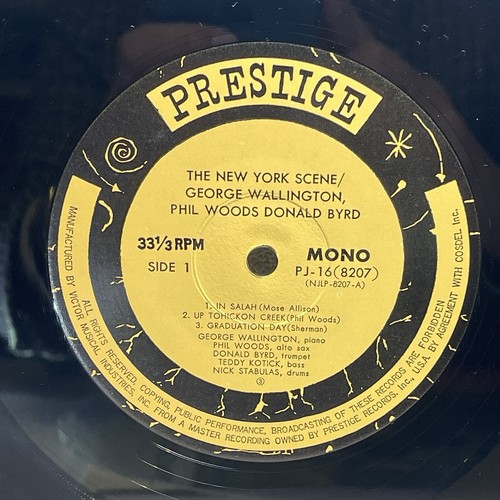 PRESTIGE
THE NEW YORK SCENE/
GEORGE WALLINGTON,
PHIL WOODS DONALD BYRD
33⅓ RPM
MONO
SIDE 1
PJ-16(8207)
(NJLP-8207-A)
1. IN SALAH (Mose Allison)
2. UP TOHICKON CREEK (Phil Woods)
3. GRADUATION DAY (Sherman)
GEORGE WALLINGTON, piano
PHIL WOODS, alto sax
DONALD BYRD, trumpet
TEDDY KOTICK, bass
NICK STABULAS, drums
③
MANUFACTURED BY VICTOR MUSICAL INDUSTRIES, INC. FROM A MASTER RECORDING OWNED BY PRESTIGE RECORDS, Inc., U.S.A. BY AGREEMENT WITH COSDEL Inc.
ALL RIGHTS RESERVED. COPYING, PUBLIC PERFORMANCE, BROADCASTING OF THESE RECORDS ARE FORBIDDEN